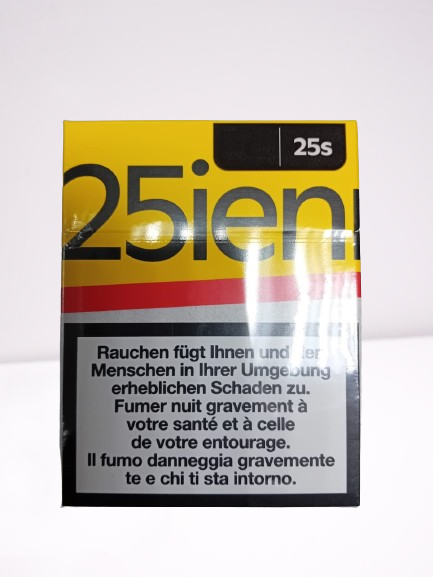 25s
25ien
Rauchen fügt Ihnen und den
Menschen in Ihrer Umgebung
erheblichen Schaden zu.
Fumer nuit gravement à
votre santé et à celle
de votre entourage.
Il fumo danneggia gravemente
te e chi ti sta intorno.